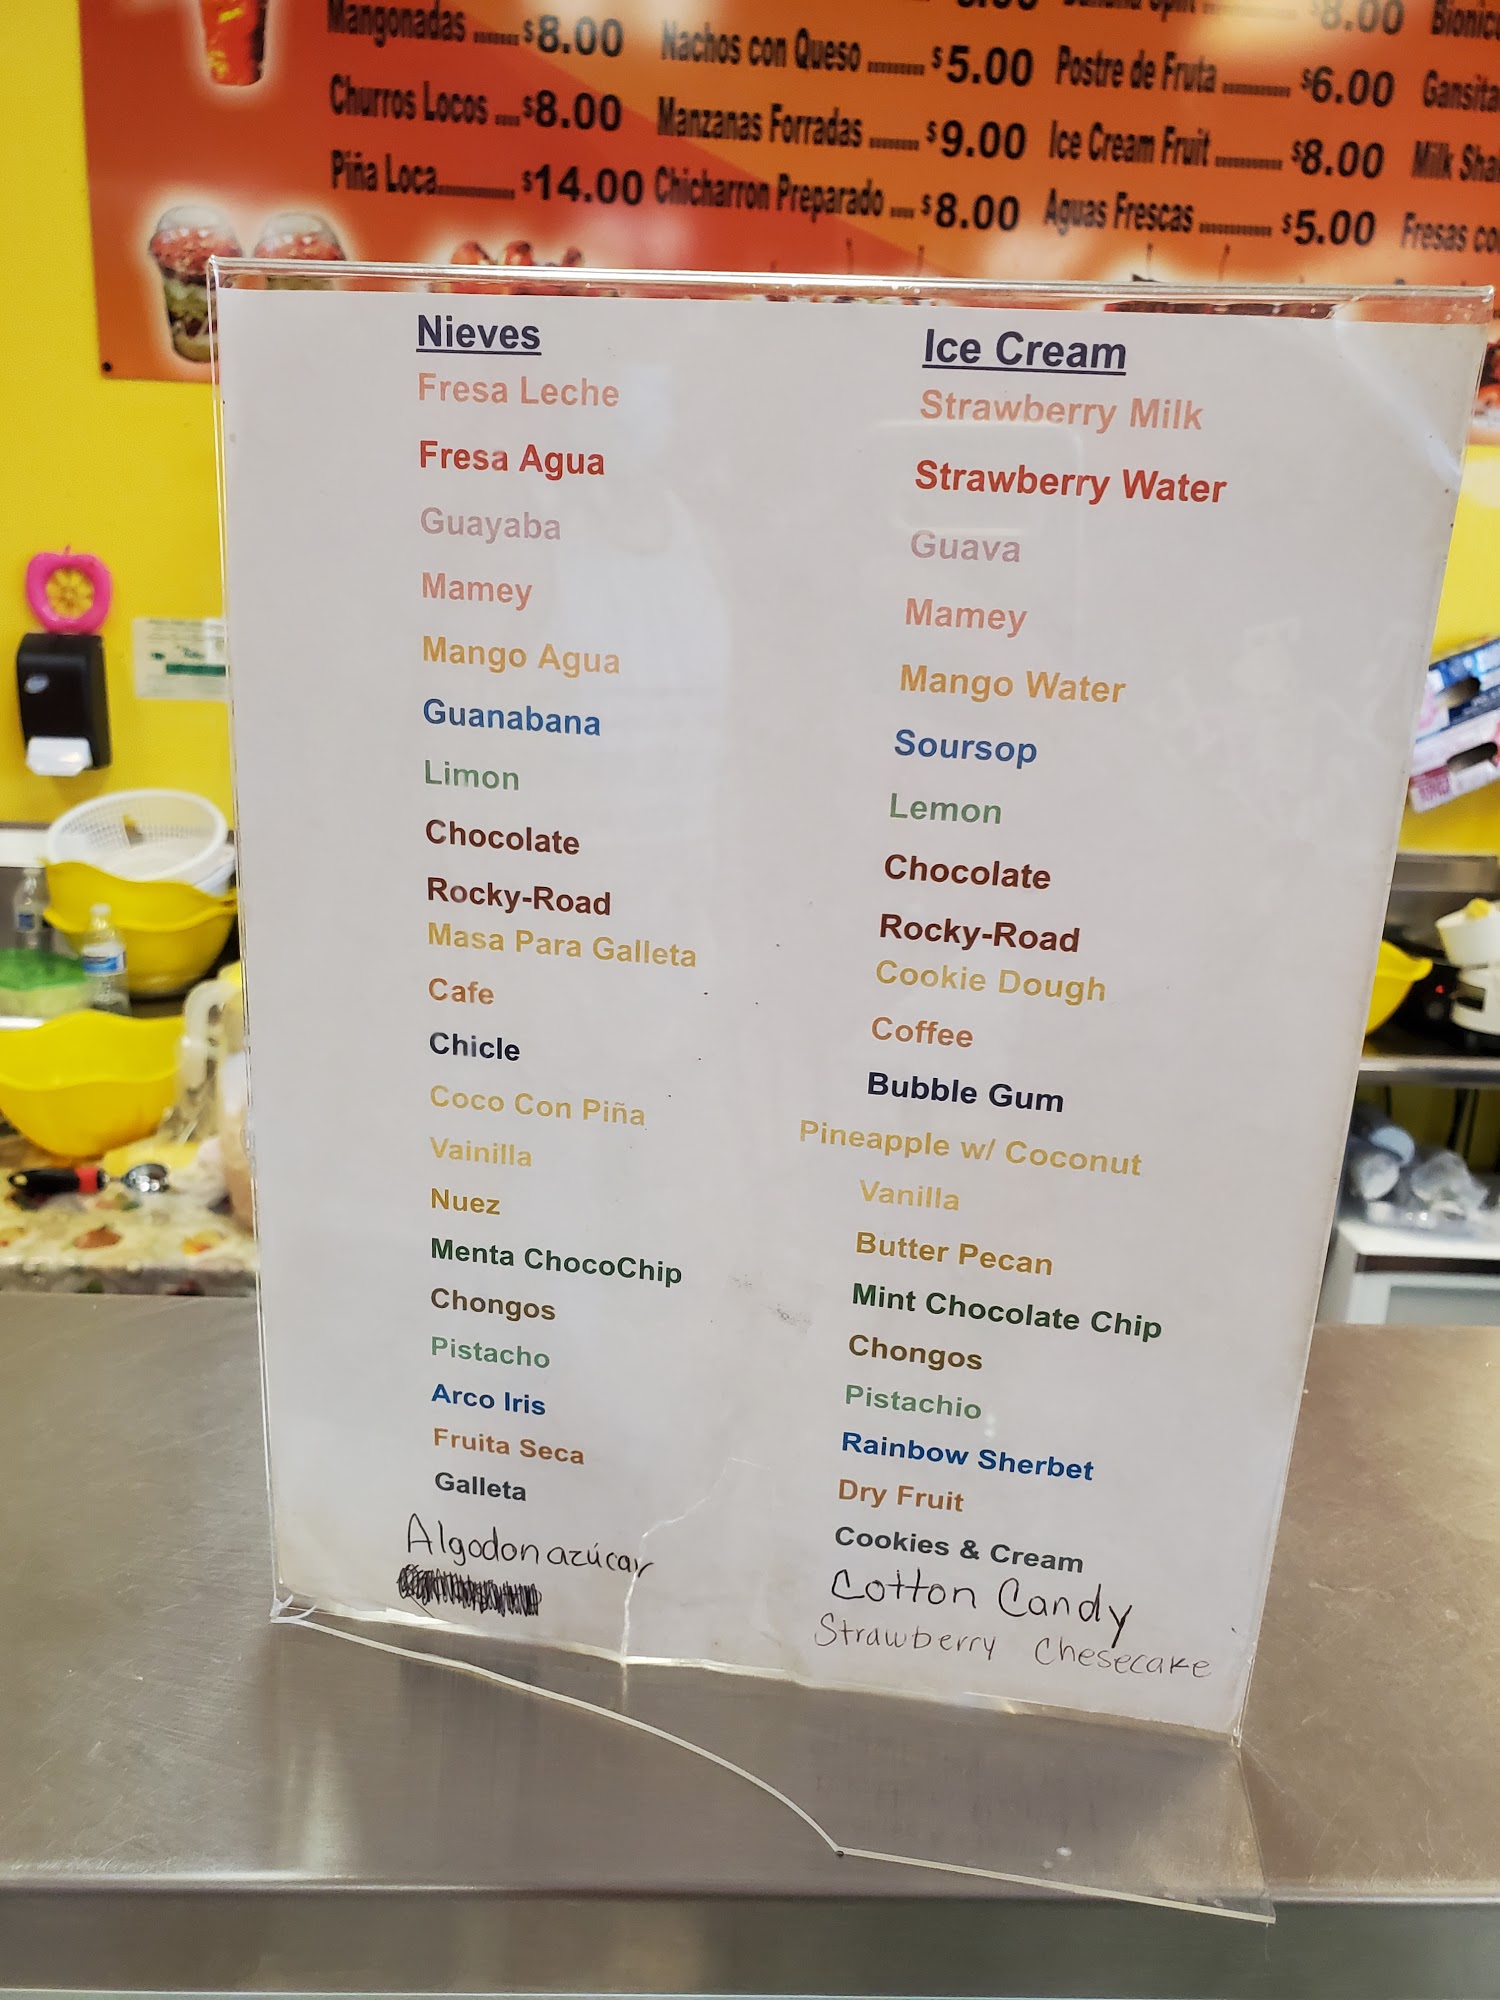 Mangonadas ...... $8.00 Nachos con Queso ........ $5.00 Postre de Fruta .......... $6.00
Churros Locos .... $8.00 Manzanas Forradas ....... $9.00 Ice Cream Fruit .......... $8.00
Piña Loca........... $14.00 Chicharron Preparado ... $8.00 Aguas Frescas ........... $5.00 Fresas
Nieves
Fresa Leche
Fresa Agua
Guayaba
Mamey
Mango Agua
Guanabana
Limon
Chocolate
Rocky-Road
Masa Para Galleta
Cafe
Chicle
Coco Con Piña
Vainilla
Nuez
Menta ChocoChip
Chongos
Pistacho
Arco Iris
Fruita Seca
Galleta
Algodon azúcar
Ice Cream
Strawberry Milk
Strawberry Water
Guava
Mamey
Mango Water
Soursop
Lemon
Chocolate
Rocky-Road
Cookie Dough
Coffee
Bubble Gum
Pineapple w/ Coconut
Vanilla
Butter Pecan
Mint Chocolate Chip
Chongos
Pistachio
Rainbow Sherbet
Dry Fruit
Cookies & Cream
Cotton Candy
Strawberry Chesecake